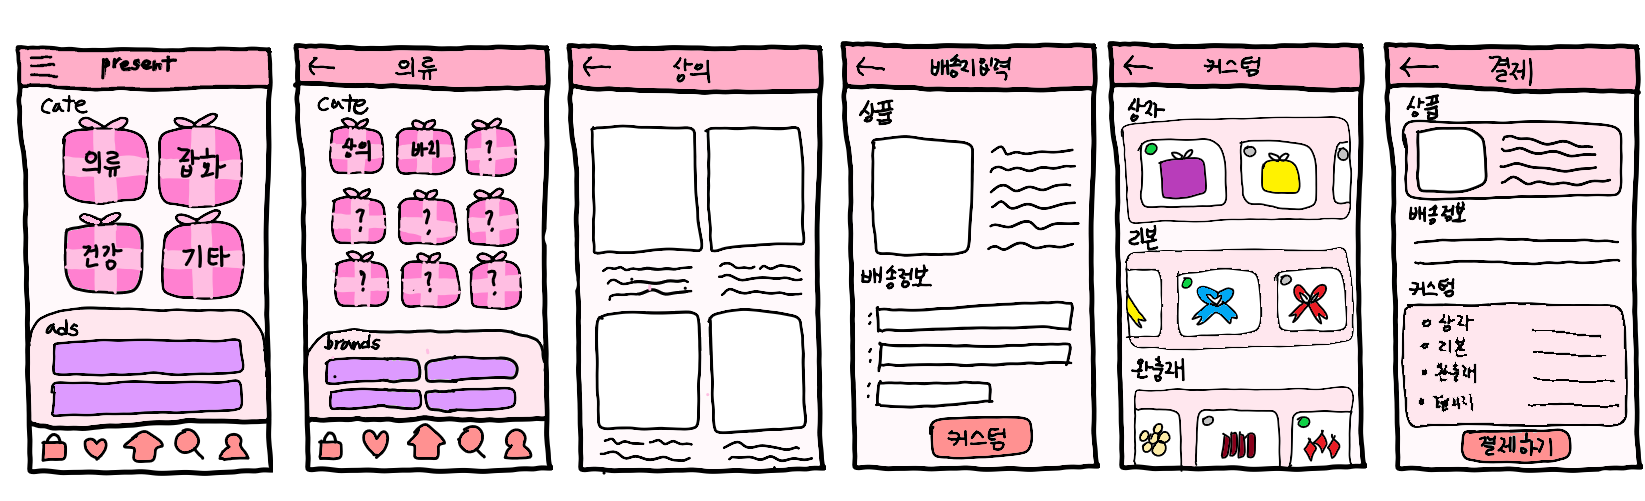 present
cate
의류
잡화
건강
기타
ads
의류
cate
상의
바지
?
?
?
?
?
?
?
brands
상의
배송지입력
상품
배송정보
:
:
:
커스텀
커스텀
상자
리본
완충재
결제
상품
배송정보
커스텀
상자
리본
완충재
결제하기